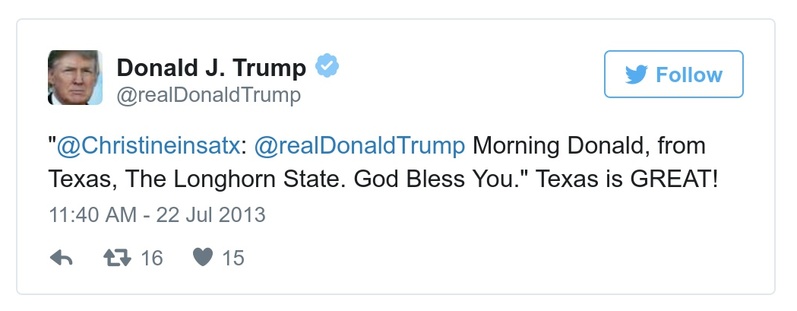 Donald J. Trump
@realDonaldTrump
Follow
"@Christineinsatx: @realDonaldTrump Morning Donald, from
Texas, The Longhorn State. God Bless You." Texas is GREAT!
11:40 AM - 22 Jul 2013
16 15